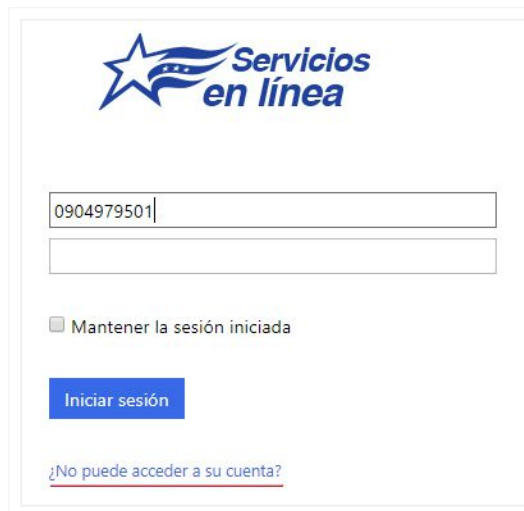 Servicios
en línea
0904979501
Mantener la sesión iniciada
Iniciar sesión
¿No puede acceder a su cuenta?